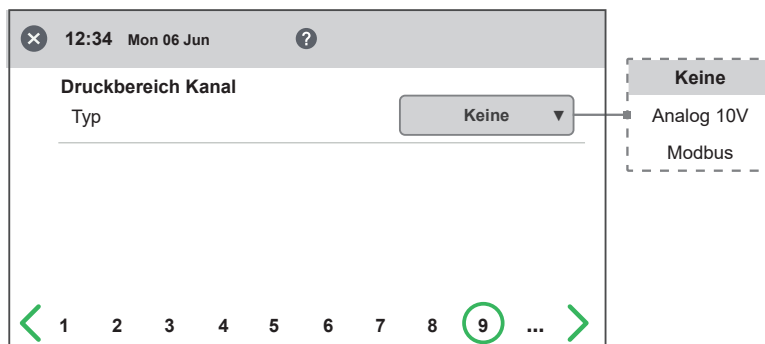 12:34 Mon 06 Jun ?
Druckbereich Kanal
Typ Keine ▼
Keine
Analog 10V
Modbus
1 2 3 4 5 6 7 8 9 ...